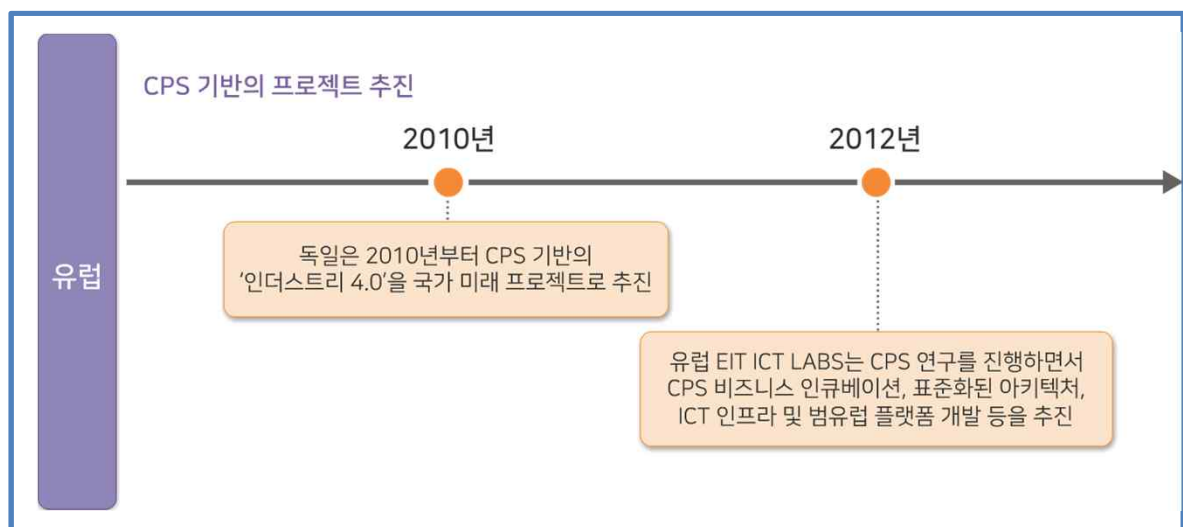 유럽
CPS 기반의 프로젝트 추진
2010년
2012년
독일은 2010년부터 CPS 기반의
'인더스트리 4.0'을 국가 미래 프로젝트로 추진
유럽 EIT ICT LABS는 CPS 연구를 진행하면서
CPS 비즈니스 인큐베이션, 표준화된 아키텍처,
ICT 인프라 및 범유럽 플랫폼 개발 등을 추진